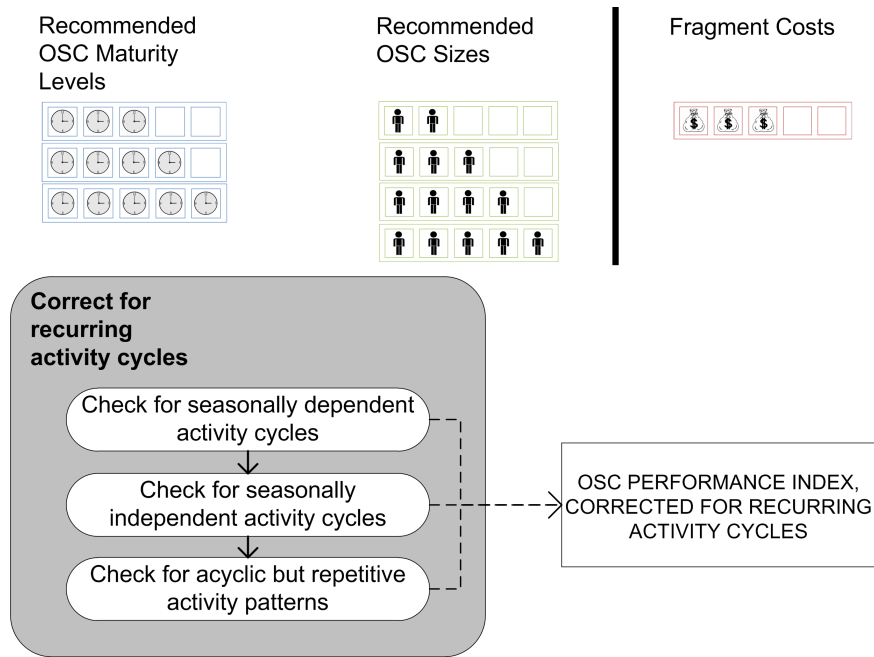 Recommended
OSC Maturity
Levels
Recommended
OSC Sizes
Fragment Costs
Correct for
recurring
activity cycles
Check for seasonally dependent
activity cycles
Check for seasonally
independent activity cycles
Check for acyclic but repetitive
activity patterns
OSC PERFORMANCE INDEX,
CORRECTED FOR RECURRING
ACTIVITY CYCLES